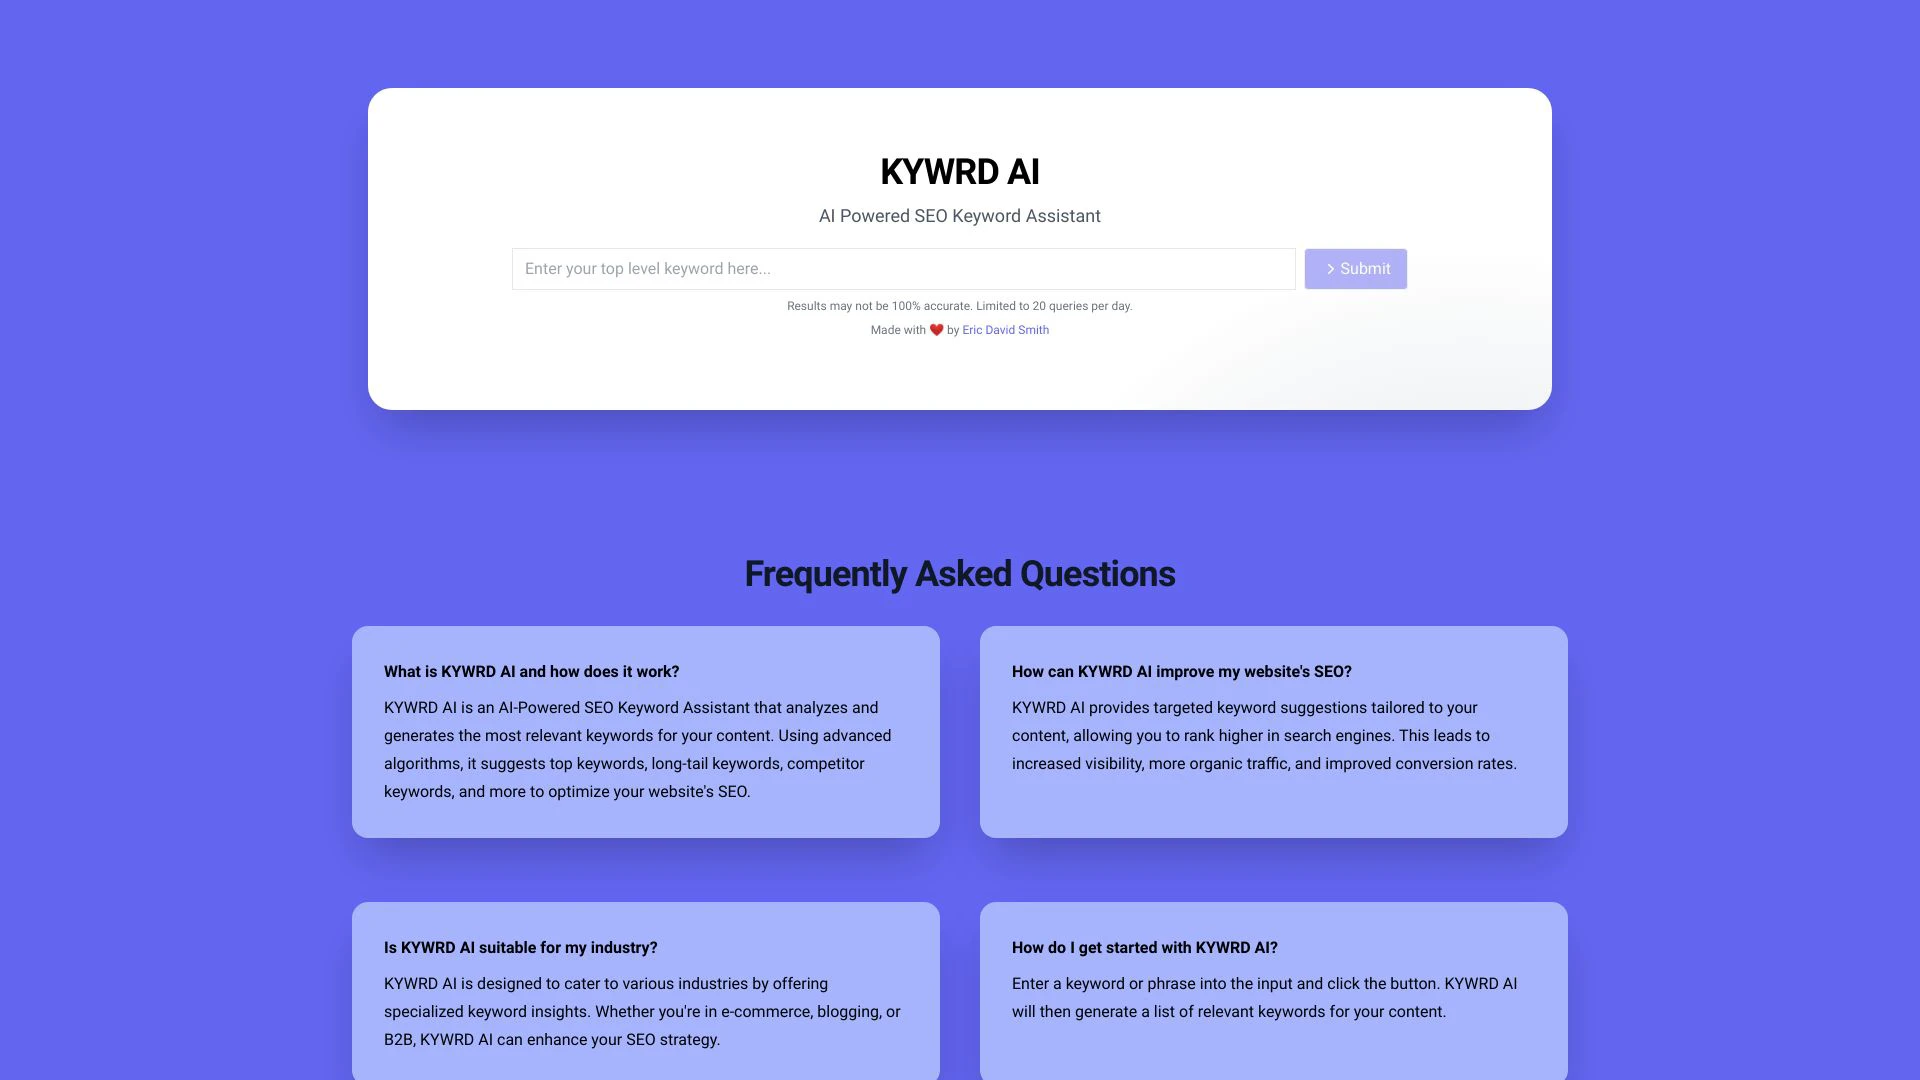 KYWRD AI
AI Powered SEO Keyword Assistant
Enter your top level keyword here...
Submit
Results may not be 100% accurate. Limited to 20 queries per day.
Made with ❤️ by Eric David Smith
Frequently Asked Questions
What is KYWRD AI and how does it work?
KYWRD AI is an AI-Powered SEO Keyword Assistant that analyzes and
generates the most relevant keywords for your content. Using advanced
algorithms, it suggests top keywords, long-tail keywords, competitor
keywords, and more to optimize your website's SEO.
How can KYWRD AI improve my website's SEO?
KYWRD AI provides targeted keyword suggestions tailored to your
content, allowing you to rank higher in search engines. This leads to
increased visibility, more organic traffic, and improved conversion rates.
Is KYWRD AI suitable for my industry?
KYWRD AI is designed to cater to various industries by offering
specialized keyword insights. Whether you're in e-commerce, blogging, or
B2B, KYWRD AI can enhance your SEO strategy.
How do I get started with KYWRD AI?
Enter a keyword or phrase into the input and click the button. KYWRD AI
will then generate a list of relevant keywords for your content.